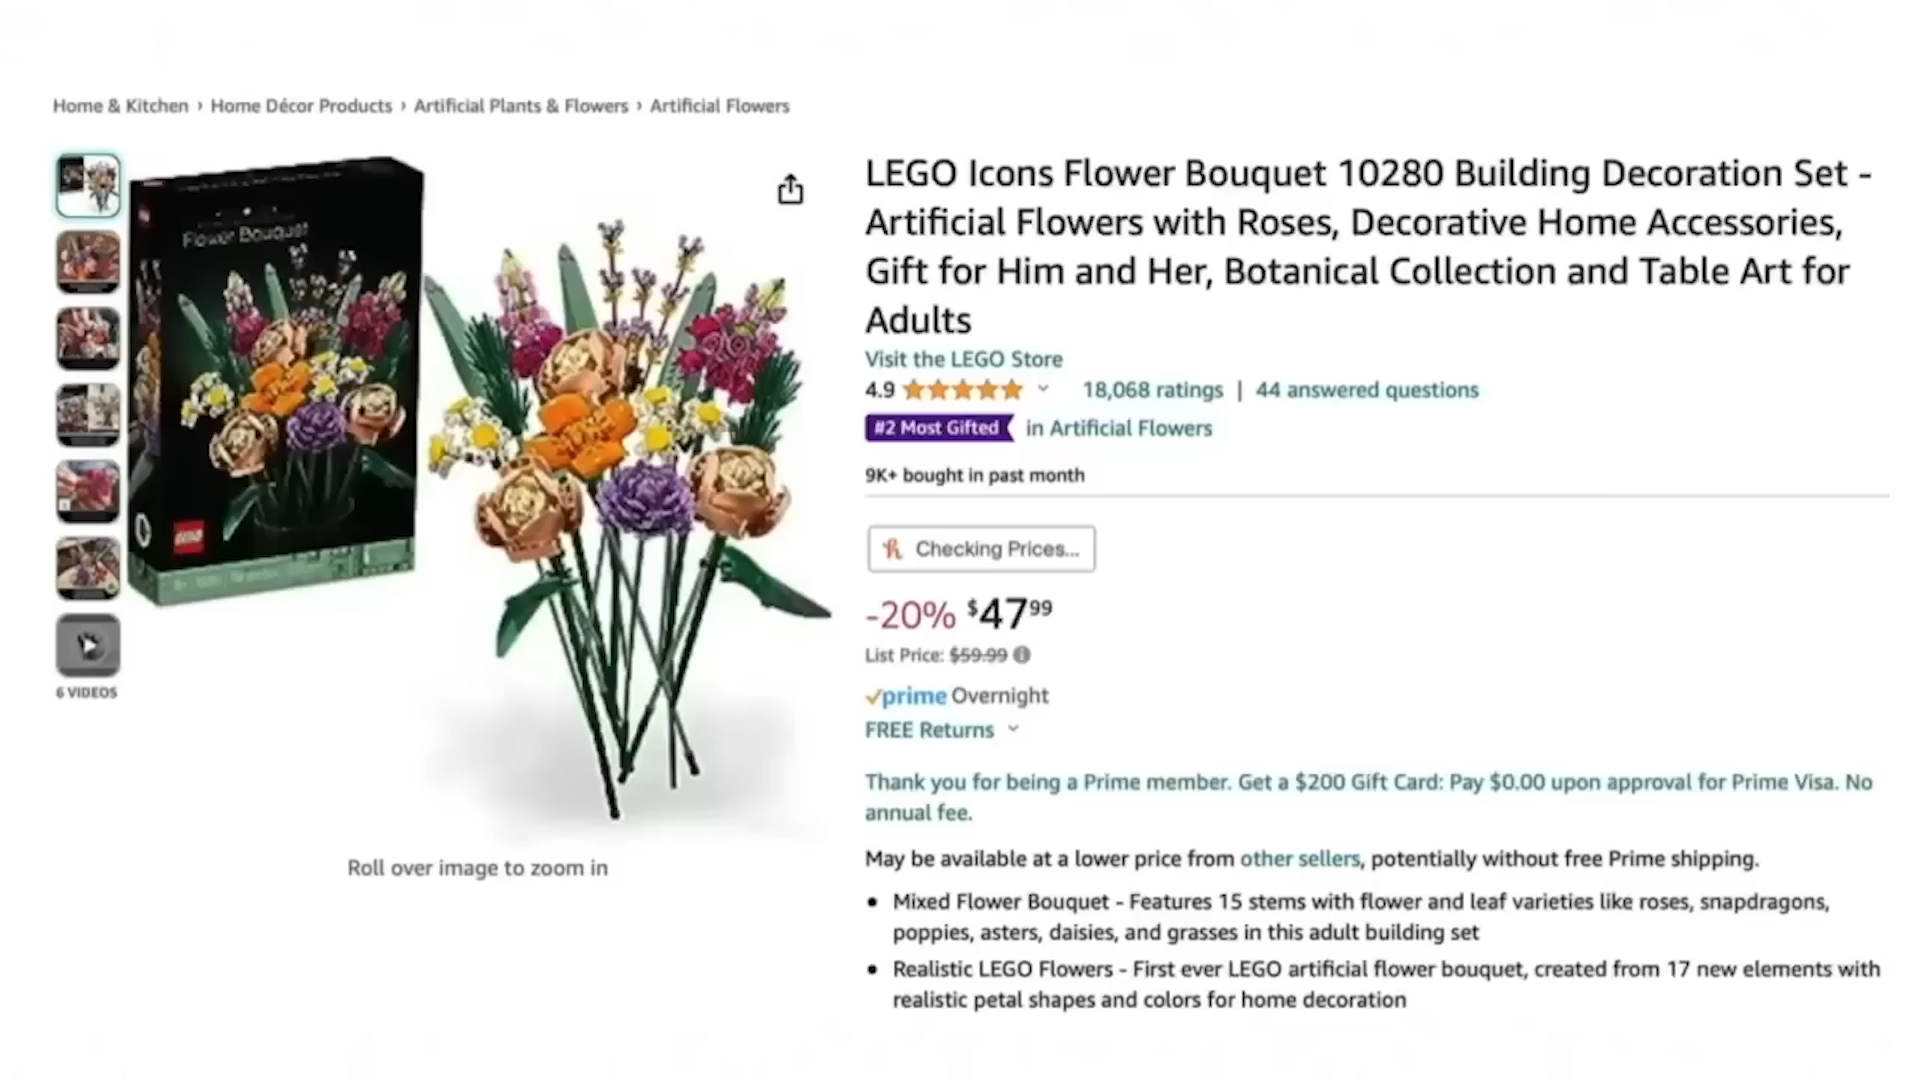 Home & Kitchen › Home Décor Products › Artificial Plants & Flowers › Artificial Flowers
Flower Bouquet
LEGO
6 VIDEOS
Roll over image to zoom in
LEGO Icons Flower Bouquet 10280 Building Decoration Set -
Artificial Flowers with Roses, Decorative Home Accessories,
Gift for Him and Her, Botanical Collection and Table Art for
Adults
Visit the LEGO Store
4.9 18,068 ratings | 44 answered questions
#2 Most Gifted in Artificial Flowers
9K+ bought in past month
Checking Prices...
-20% $47⁹⁹
List Price: $59.99
prime Overnight
FREE Returns
Thank you for being a Prime member. Get a $200 Gift Card: Pay $0.00 upon approval for Prime Visa. No
annual fee.
May be available at a lower price from other sellers, potentially without free Prime shipping.
• Mixed Flower Bouquet - Features 15 stems with flower and leaf varieties like roses, snapdragons,
poppies, asters, daisies, and grasses in this adult building set
• Realistic LEGO Flowers - First ever LEGO artificial flower bouquet, created from 17 new elements with
realistic petal shapes and colors for home decoration